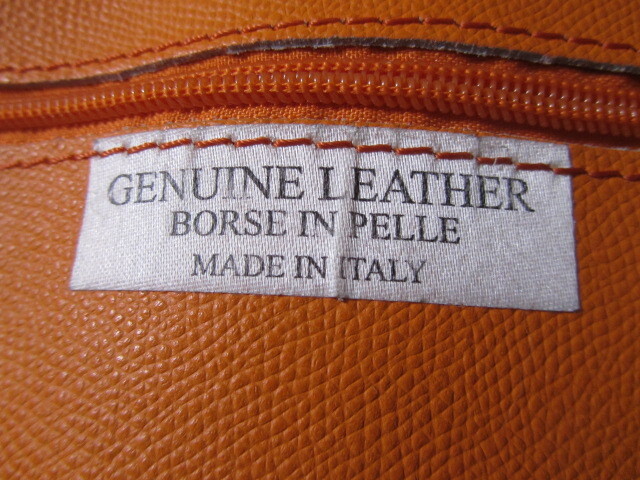 GENUINE LEATHER
BORSE IN PELLE
MADE IN ITALY